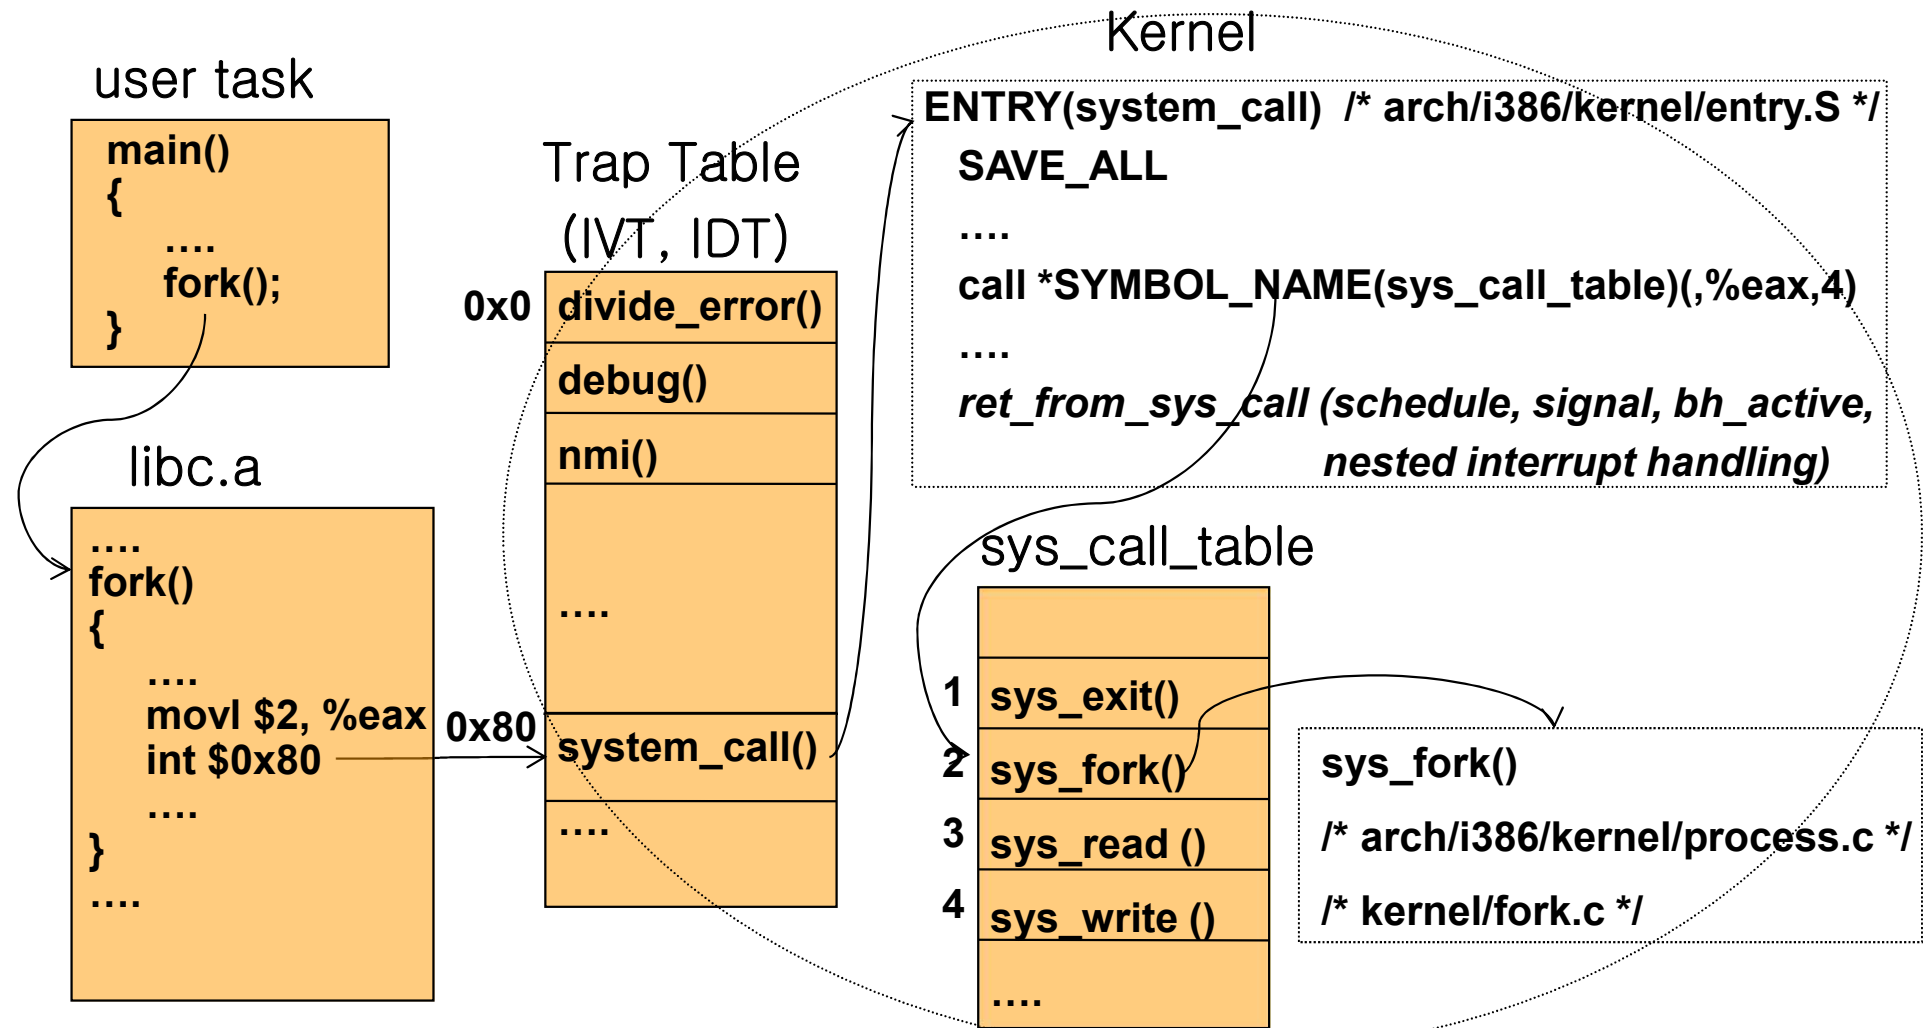 Kernel
user task
main()
{
....
fork();
}
libc.a
....
fork()
{
....
movl $2, %eax
int $0x80
....
}
....
Trap Table
(IVT, IDT)
0x0 divide_error()
debug()
nmi()
....
0x80 system_call()
....
ENTRY(system_call) /* arch/i386/kernel/entry.S */
SAVE_ALL
....
call *SYMBOL_NAME(sys_call_table)(,%eax,4)
....
ret_from_sys_call (schedule, signal, bh_active,
nested interrupt handling)
sys_call_table
1 sys_exit()
2 sys_fork()
3 sys_read ()
4 sys_write ()
....
sys_fork()
/* arch/i386/kernel/process.c */
/* kernel/fork.c */